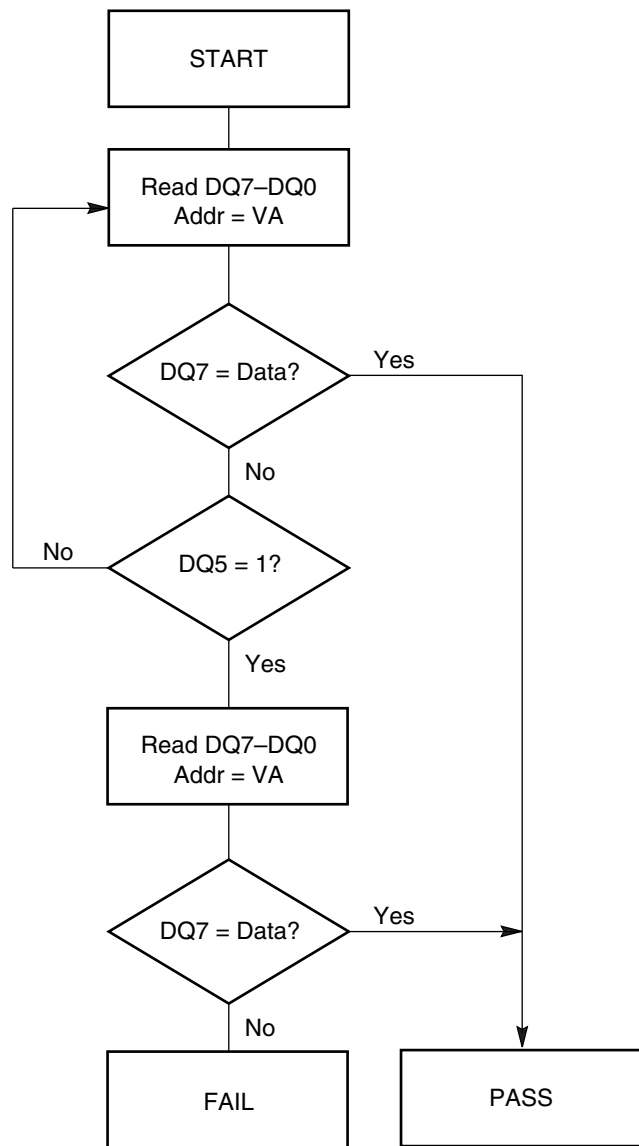 START
Read DQ7–DQ0
Addr = VA
DQ7 = Data?
Yes
No
No
DQ5 = 1?
Yes
Read DQ7–DQ0
Addr = VA
DQ7 = Data?
Yes
No
FAIL
PASS